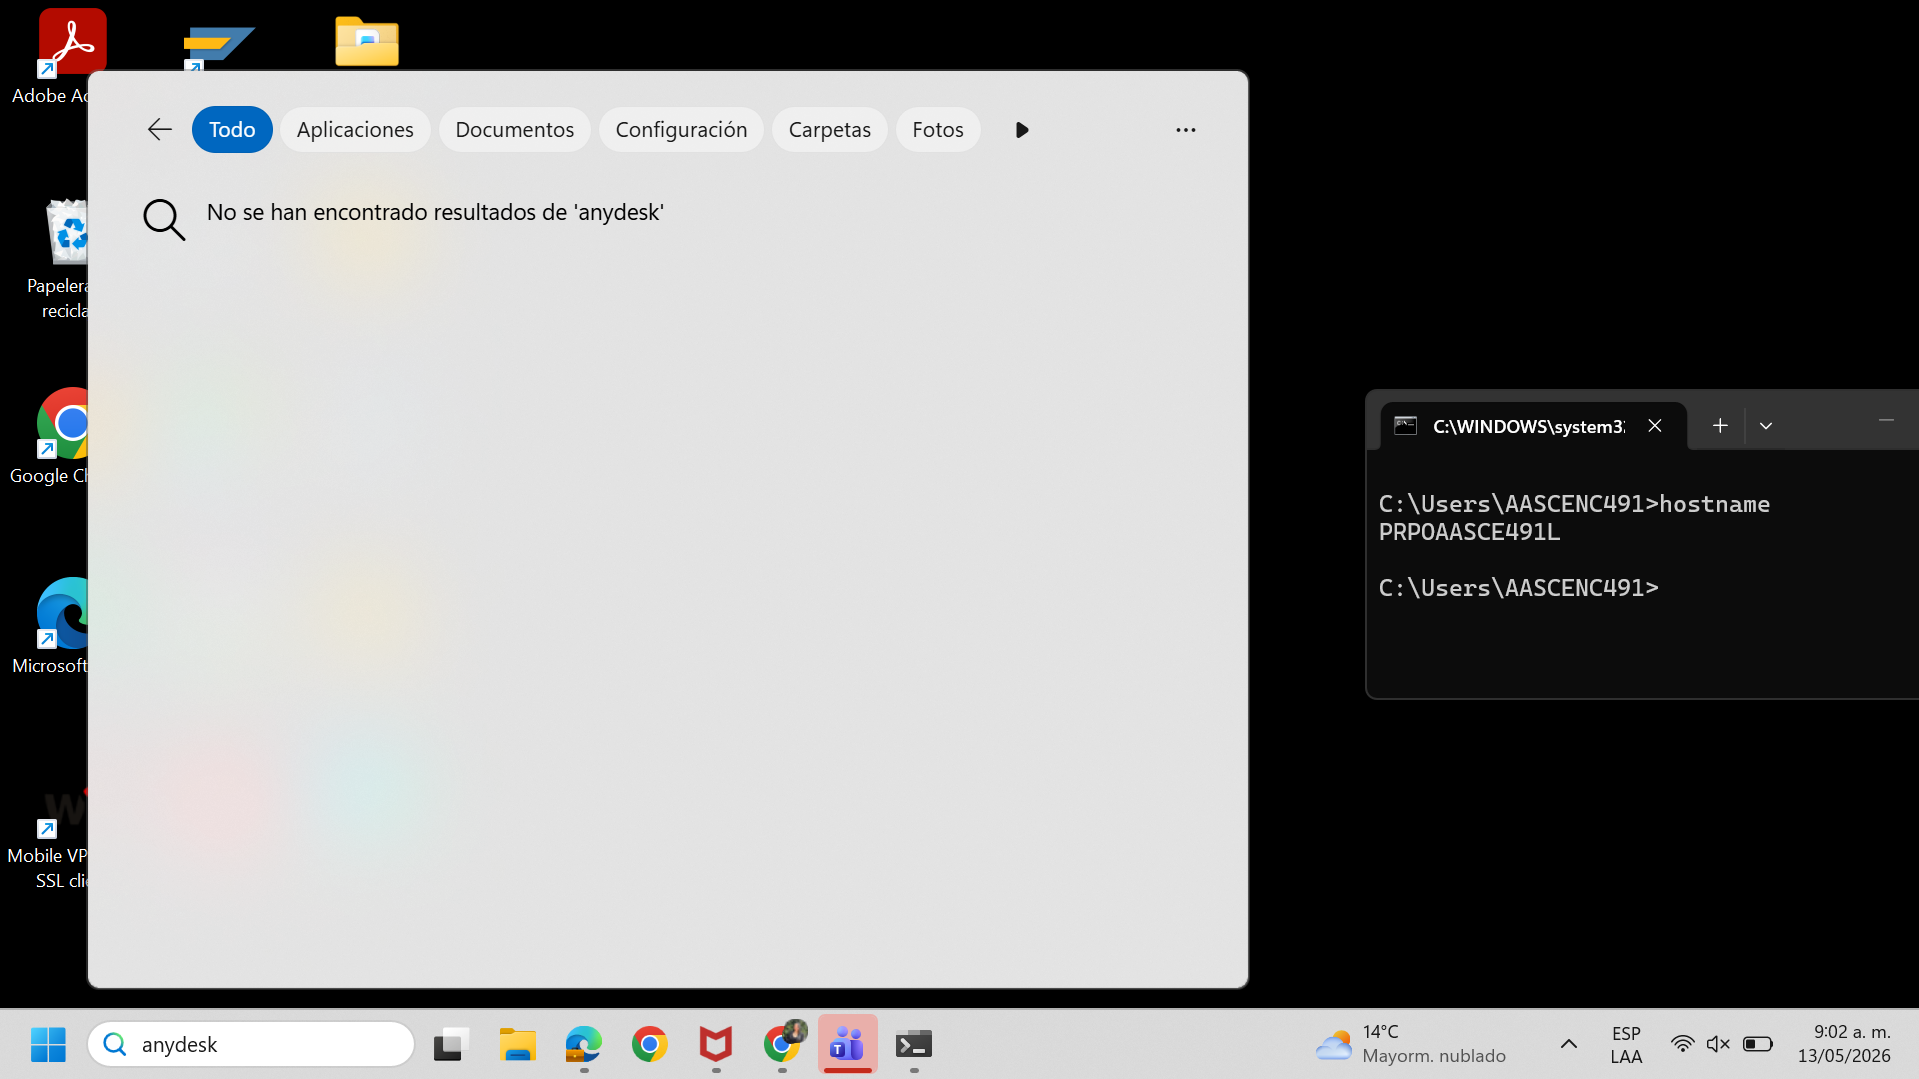 Adobe Ac
Papelera
recicla
Google Ch
Microsoft
Mobile VP
SSL clie
Todo
Aplicaciones
Documentos
Configuración
Carpetas
Fotos
No se han encontrado resultados de 'anydesk'
C:\WINDOWS\system32
C:\Users\AASCENC491>hostname
PRPOAASCE491L
C:\Users\AASCENC491>
anydesk
14°C
Mayorm. nublado
ESP
LAA
9:02 a. m.
13/05/2026